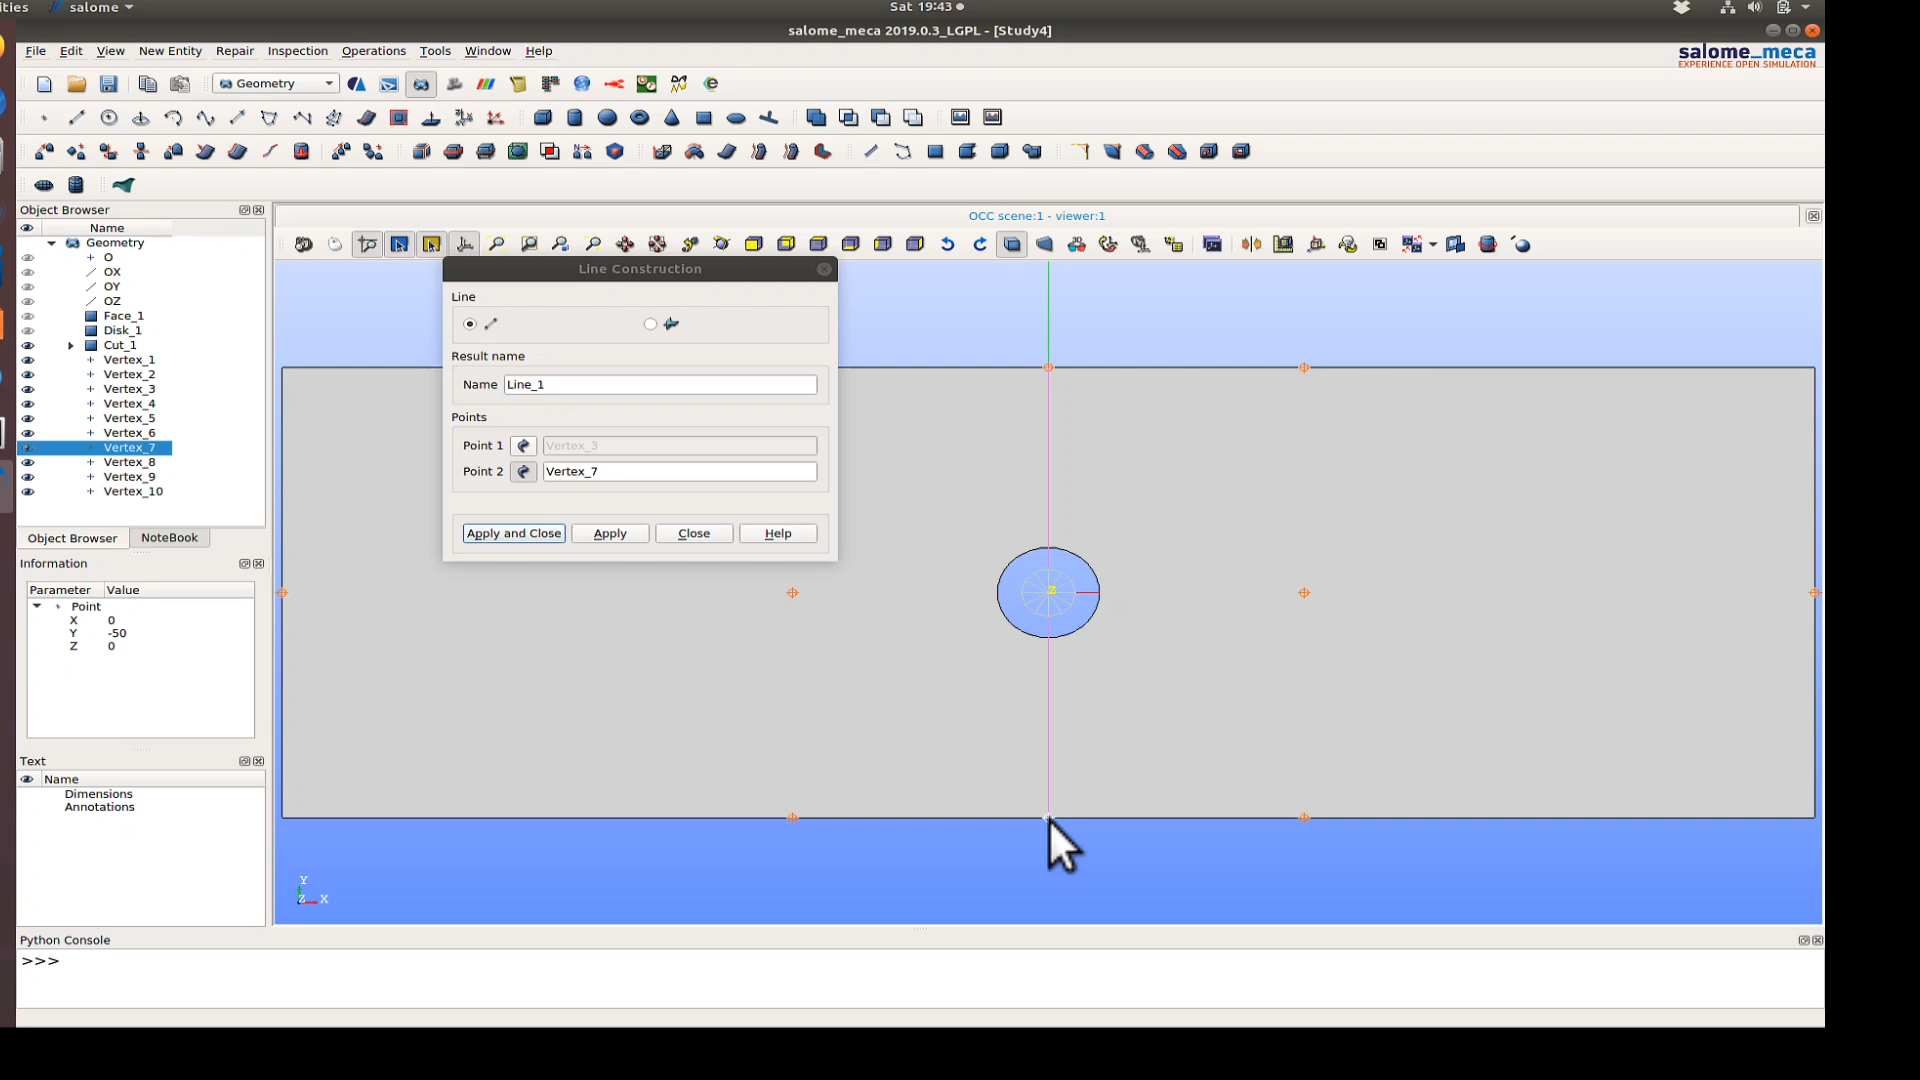 ities
salome
Sat 19:43
salome_meca 2019.0.3_LGPL - [Study4]
File Edit View New Entity Repair Inspection Operations Tools Window Help
salome_meca
EXPERIENCE OPEN SIMULATION
Geometry
Object Browser
OCC scene:1 - viewer:1
Name
Geometry
O
OX
OY
OZ
Face_1
Disk_1
Cut_1
Vertex_1
Vertex_2
Vertex_3
Vertex_4
Vertex_5
Vertex_6
Vertex_7
Vertex_8
Vertex_9
Vertex_10
Line Construction
Line
Result name
Name Line_1
Points
Point 1 Vertex_3
Point 2 Vertex_7
Apply and Close Apply Close Help
Object Browser NoteBook
Information
Parameter Value
Point
X 0
Y -50
Z 0
Text
Name
Dimensions
Annotations
Z
Y
Z X
Python Console
>>>